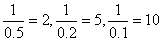 1/0.5 = 2, 1/0.2 = 5, 1/0.1 = 10